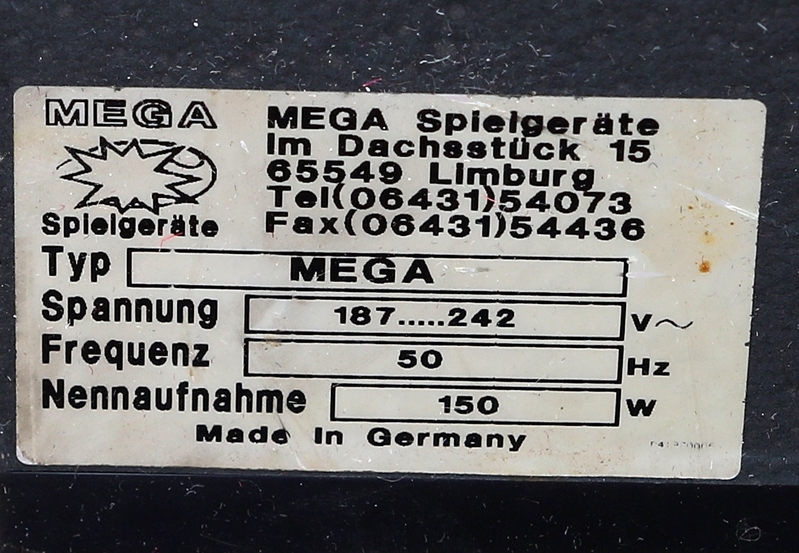 MEGA
Spielgeräte
MEGA Spielgeräte
Im Dachsstück 15
65549 Limburg
Tel(06431)54073
Fax(06431)54436
Typ MEGA
Spannung 187.....242 V~
Frequenz 50 Hz
Nennaufnahme 150 W
Made in Germany